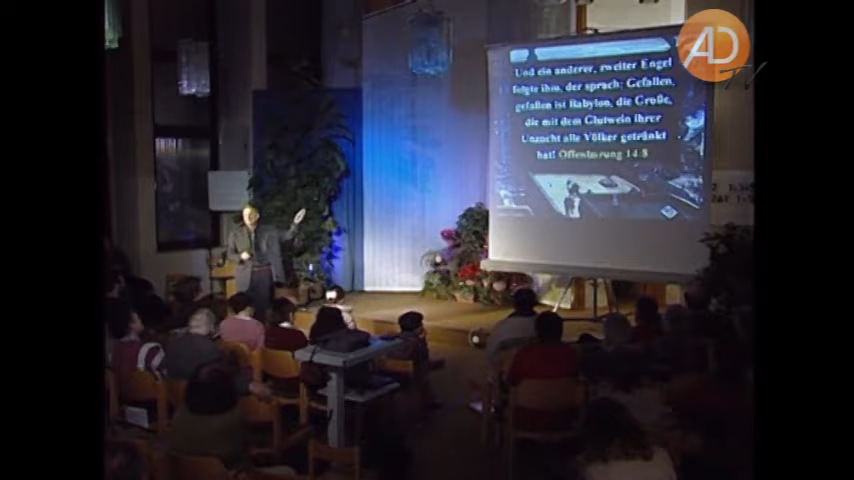 Und ein anderer, zweiter Engel
folgte ihm, der sprach: Gefallen,
gefallen ist Babylon, die Große,
die mit dem Glutwein ihrer
Unzucht alle Völker getränkt
hat! Offenbarung 14:8
AD
TV